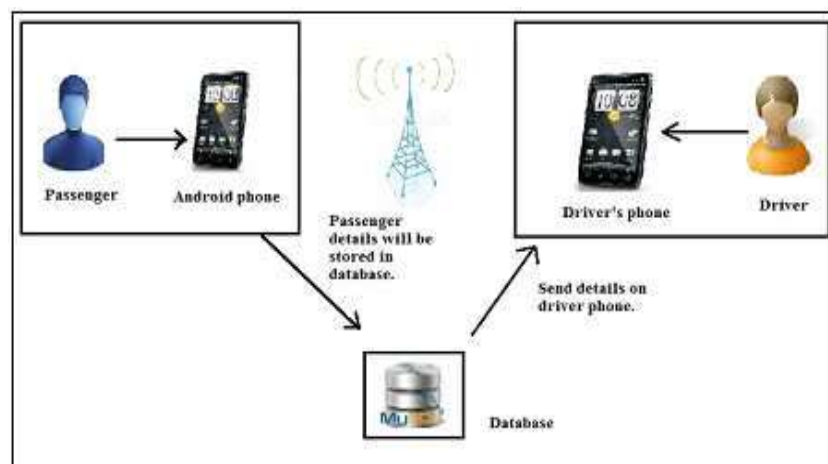 Passenger
Android phone
Passenger
details will be
stored in
database.
Driver's phone
Driver
Send details on
driver phone.
Database